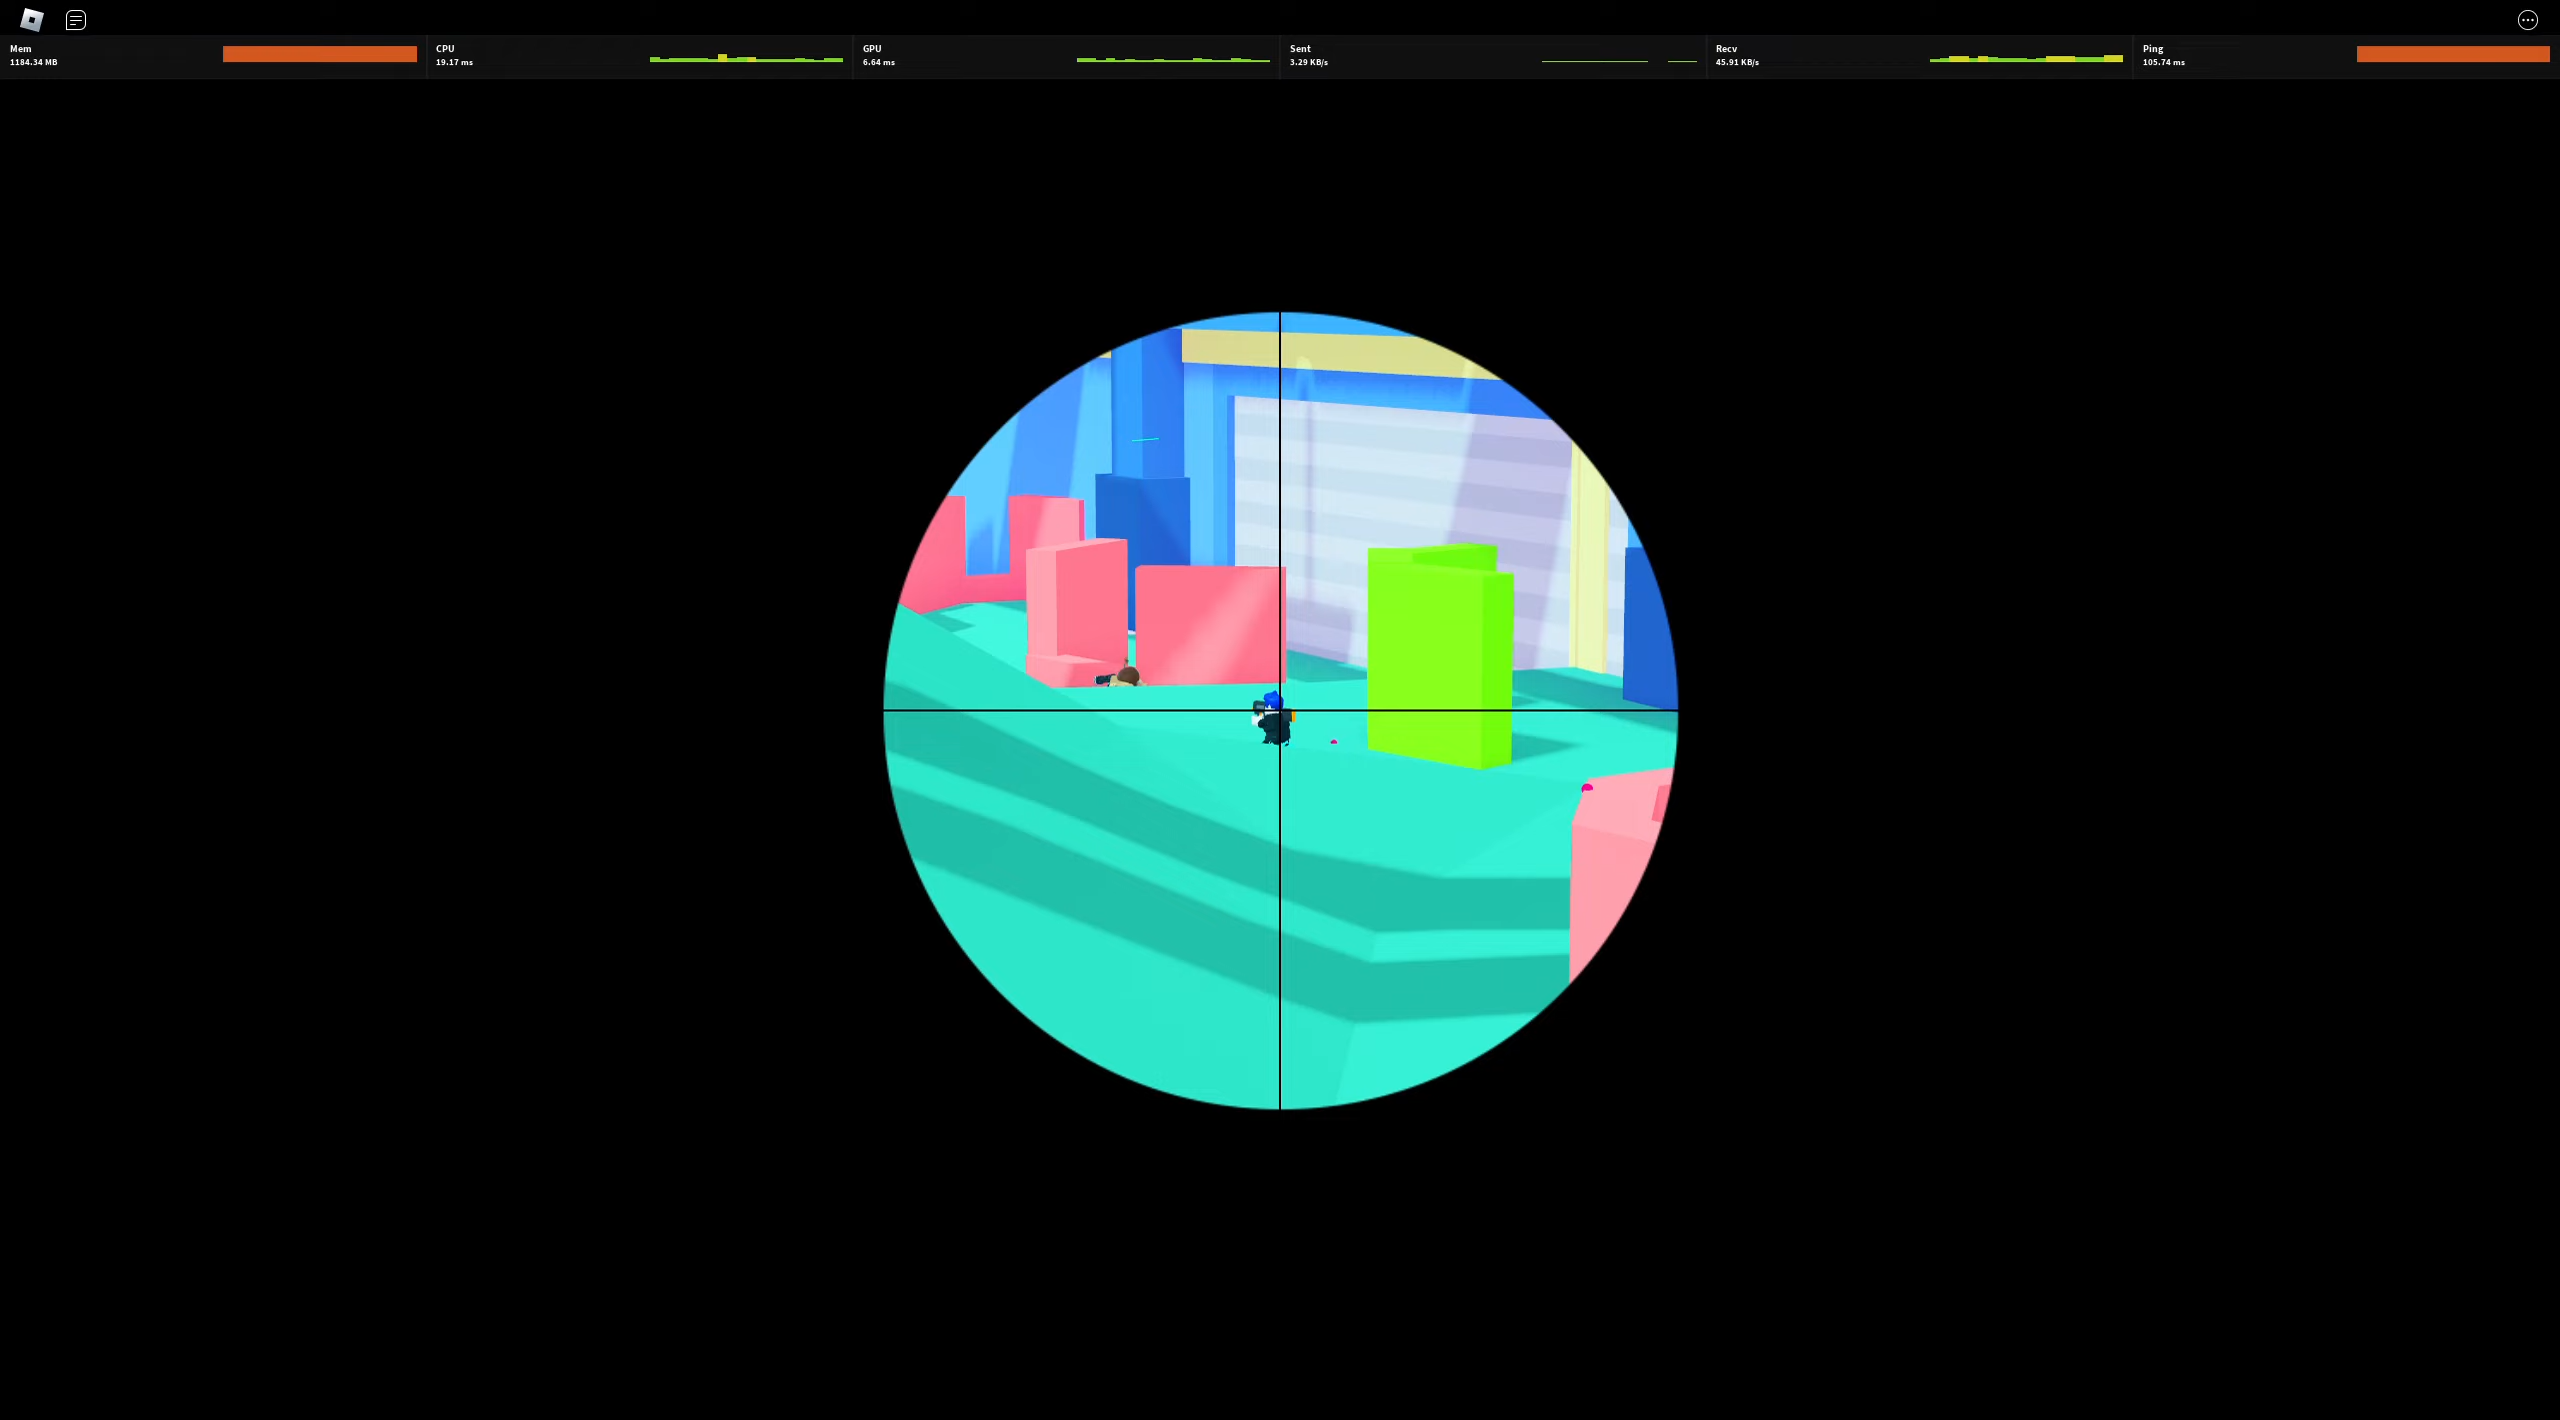 Mem
1184.34 MB
CPU
19.17 ms
GPU
6.64 ms
Sent
3.29 KB/s
Recv
45.91 KB/s
Ping
105.74 ms